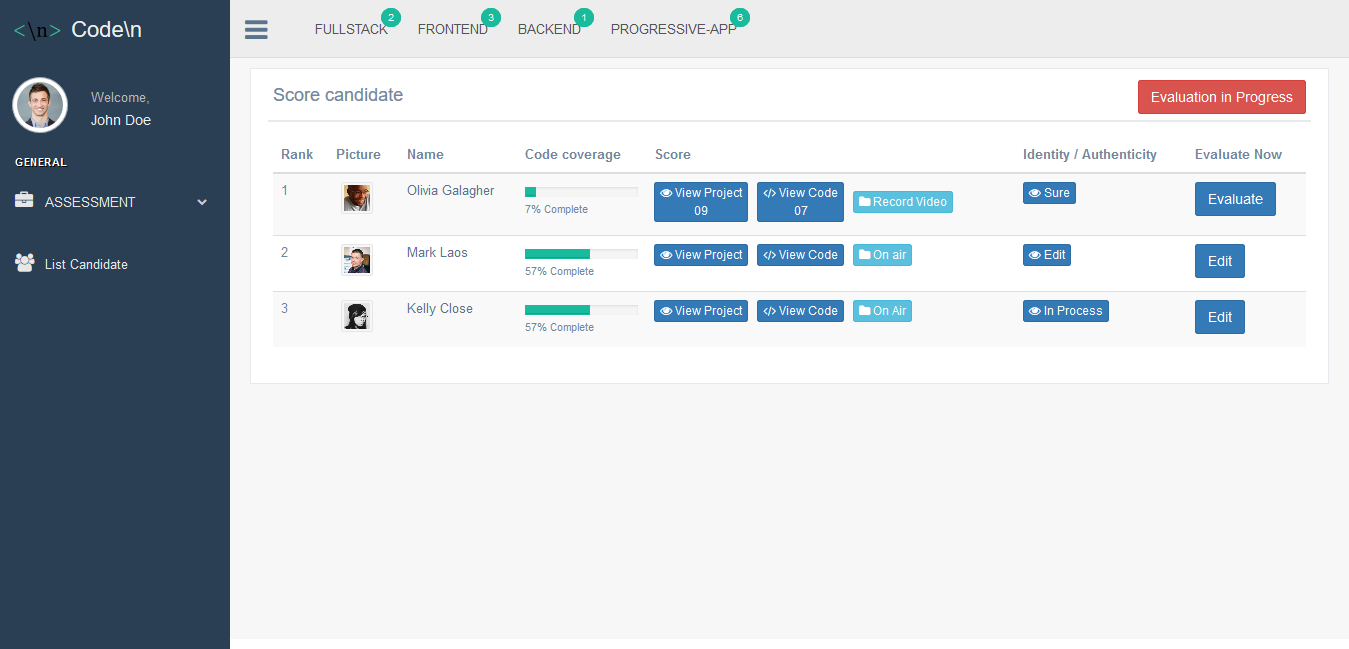 <\n> Code\n
FULLSTACK 2 FRONTEND 3 BACKEND 1 PROGRESSIVE-APP 6
Welcome,
John Doe
GENERAL
ASSESSMENT
List Candidate
Score candidate
Evaluation in Progress
Rank Picture Name Code coverage Score Identity / Authenticity Evaluate Now
1 Olivia Galagher 7% Complete View Project 09 View Code 07 Record Video Sure Evaluate
2 Mark Laos 57% Complete View Project View Code On air Edit Edit
3 Kelly Close 57% Complete View Project View Code On Air In Process Edit